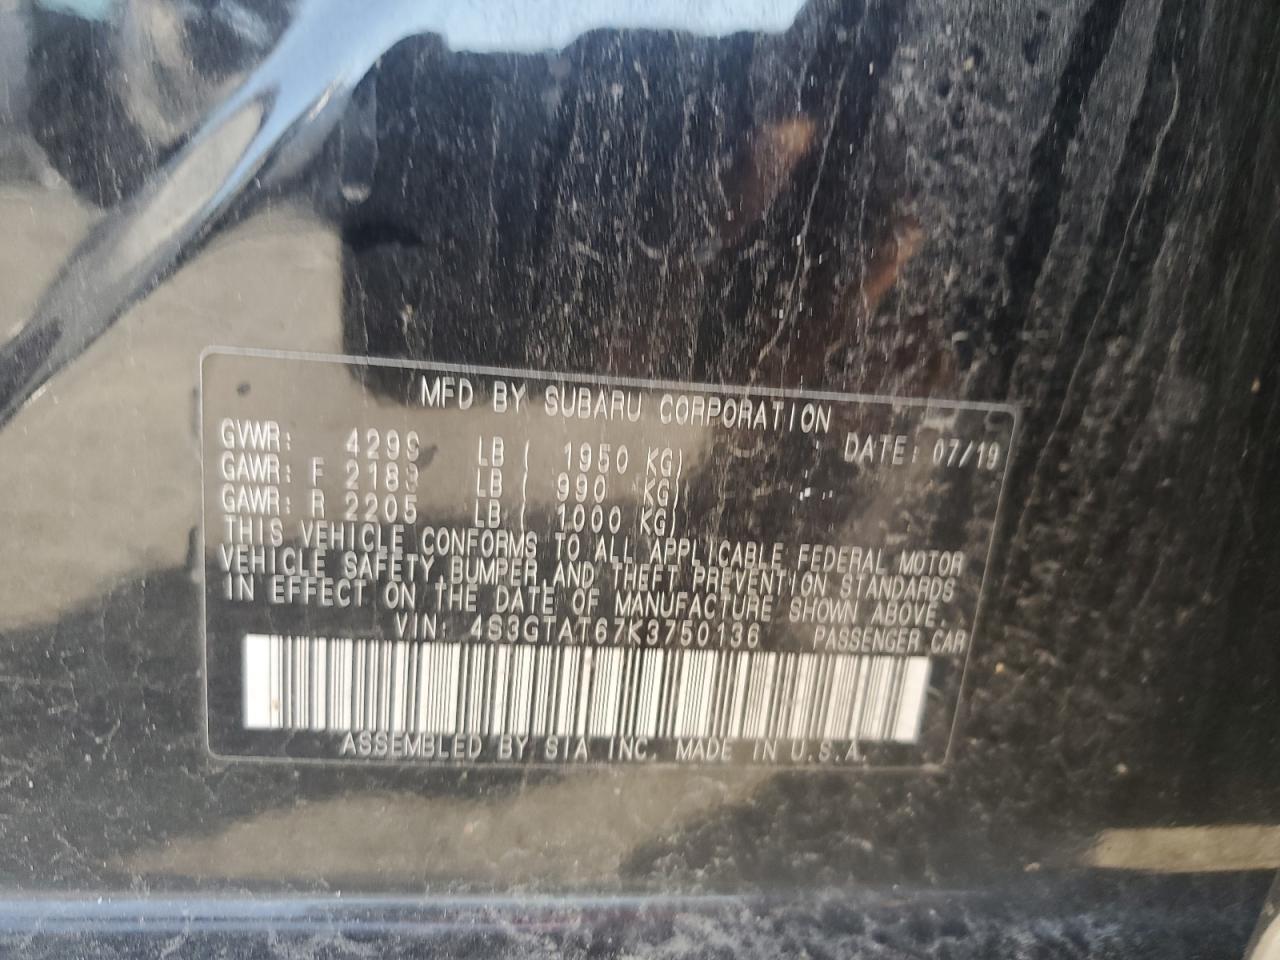 MFD BY SUBARU CORPORATION
GVWR: 4299 LB ( 1950 KG) DATE: 07/19
GAWR: F 2183 LB ( 990 KG)
GAWR: R 2205 LB ( 1000 KG)
THIS VEHICLE CONFORMS TO ALL APPLICABLE FEDERAL MOTOR
VEHICLE SAFETY, BUMPER, AND THEFT PREVENTION STANDARDS
IN EFFECT ON THE DATE OF MANUFACTURE SHOWN ABOVE.
VIN: 4S3GTAT67K3750136 PASSENGER CAR
ASSEMBLED BY SIA INC. MADE IN U.S.A.